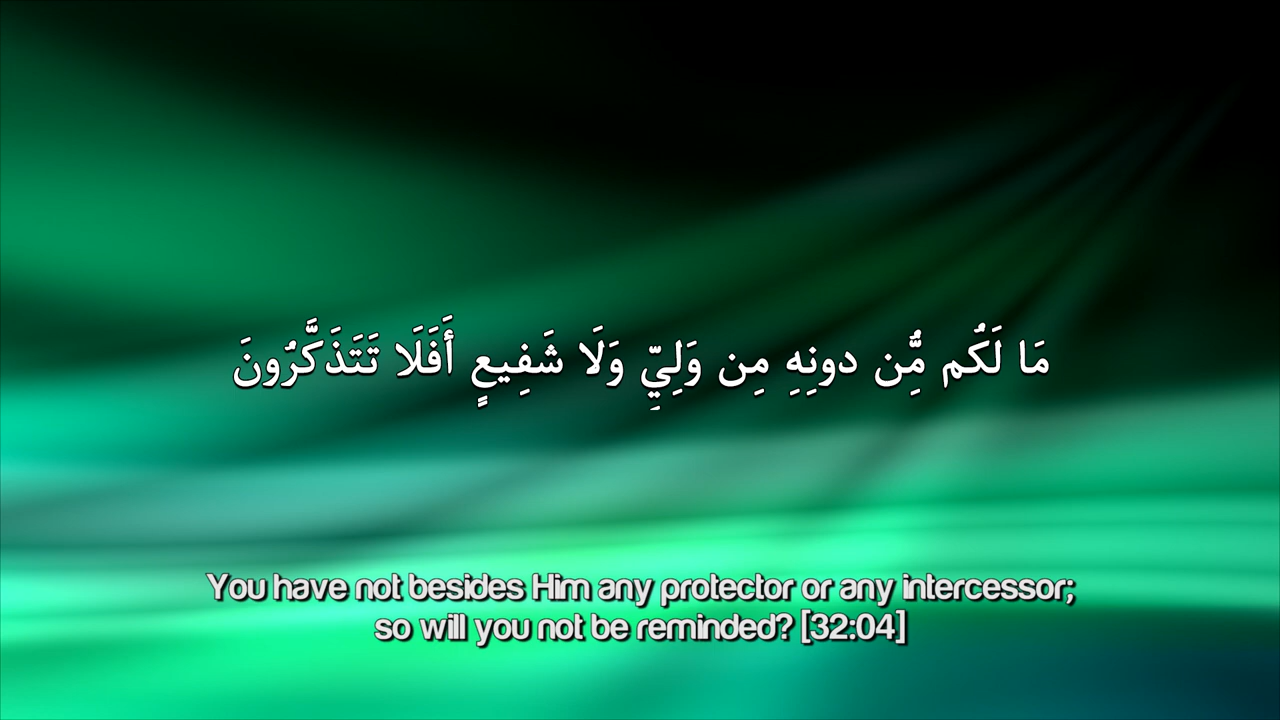 مَا لَكُم مِّن دونِهِ مِن وَلِيٍّ وَلَا شَفِيعٍ أَفَلَا تَتَذَكَّرُونَ
You have not besides Him any protector or any intercessor;
so will you not be reminded? [32:04]